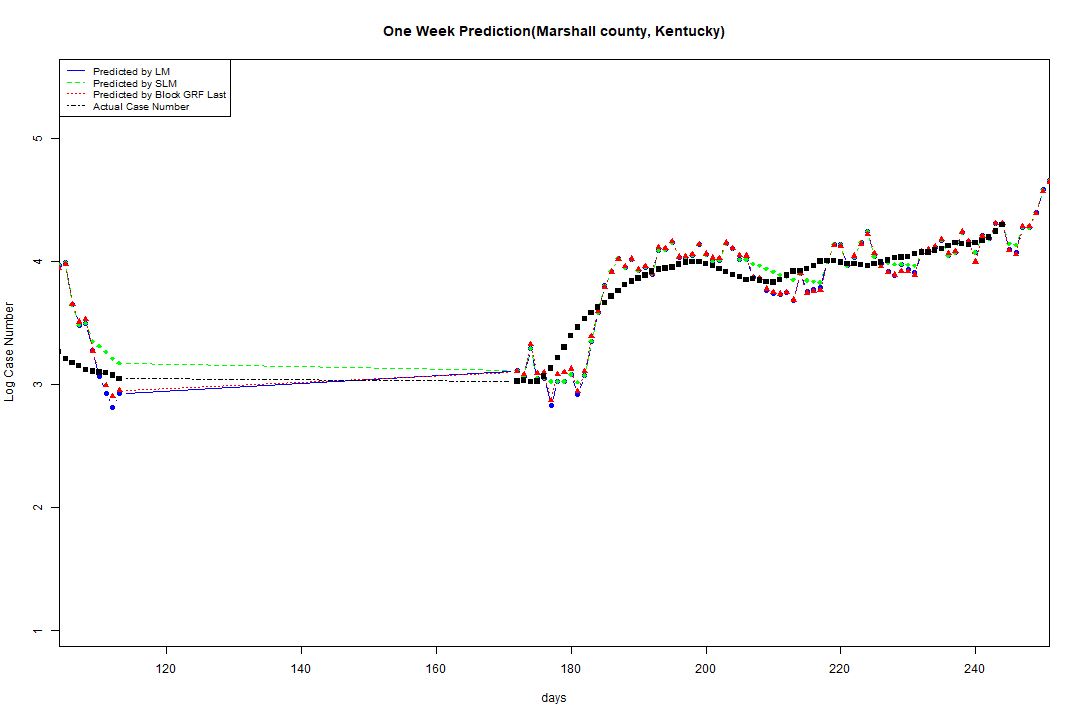 One Week Prediction(Marshall county, Kentucky)
Predicted by LM
Predicted by SLM
Predicted by Block GRF Last
Actual Case Number
5
4
3
2
1
Log Case Number
120 140 160 180 200 220 240
days